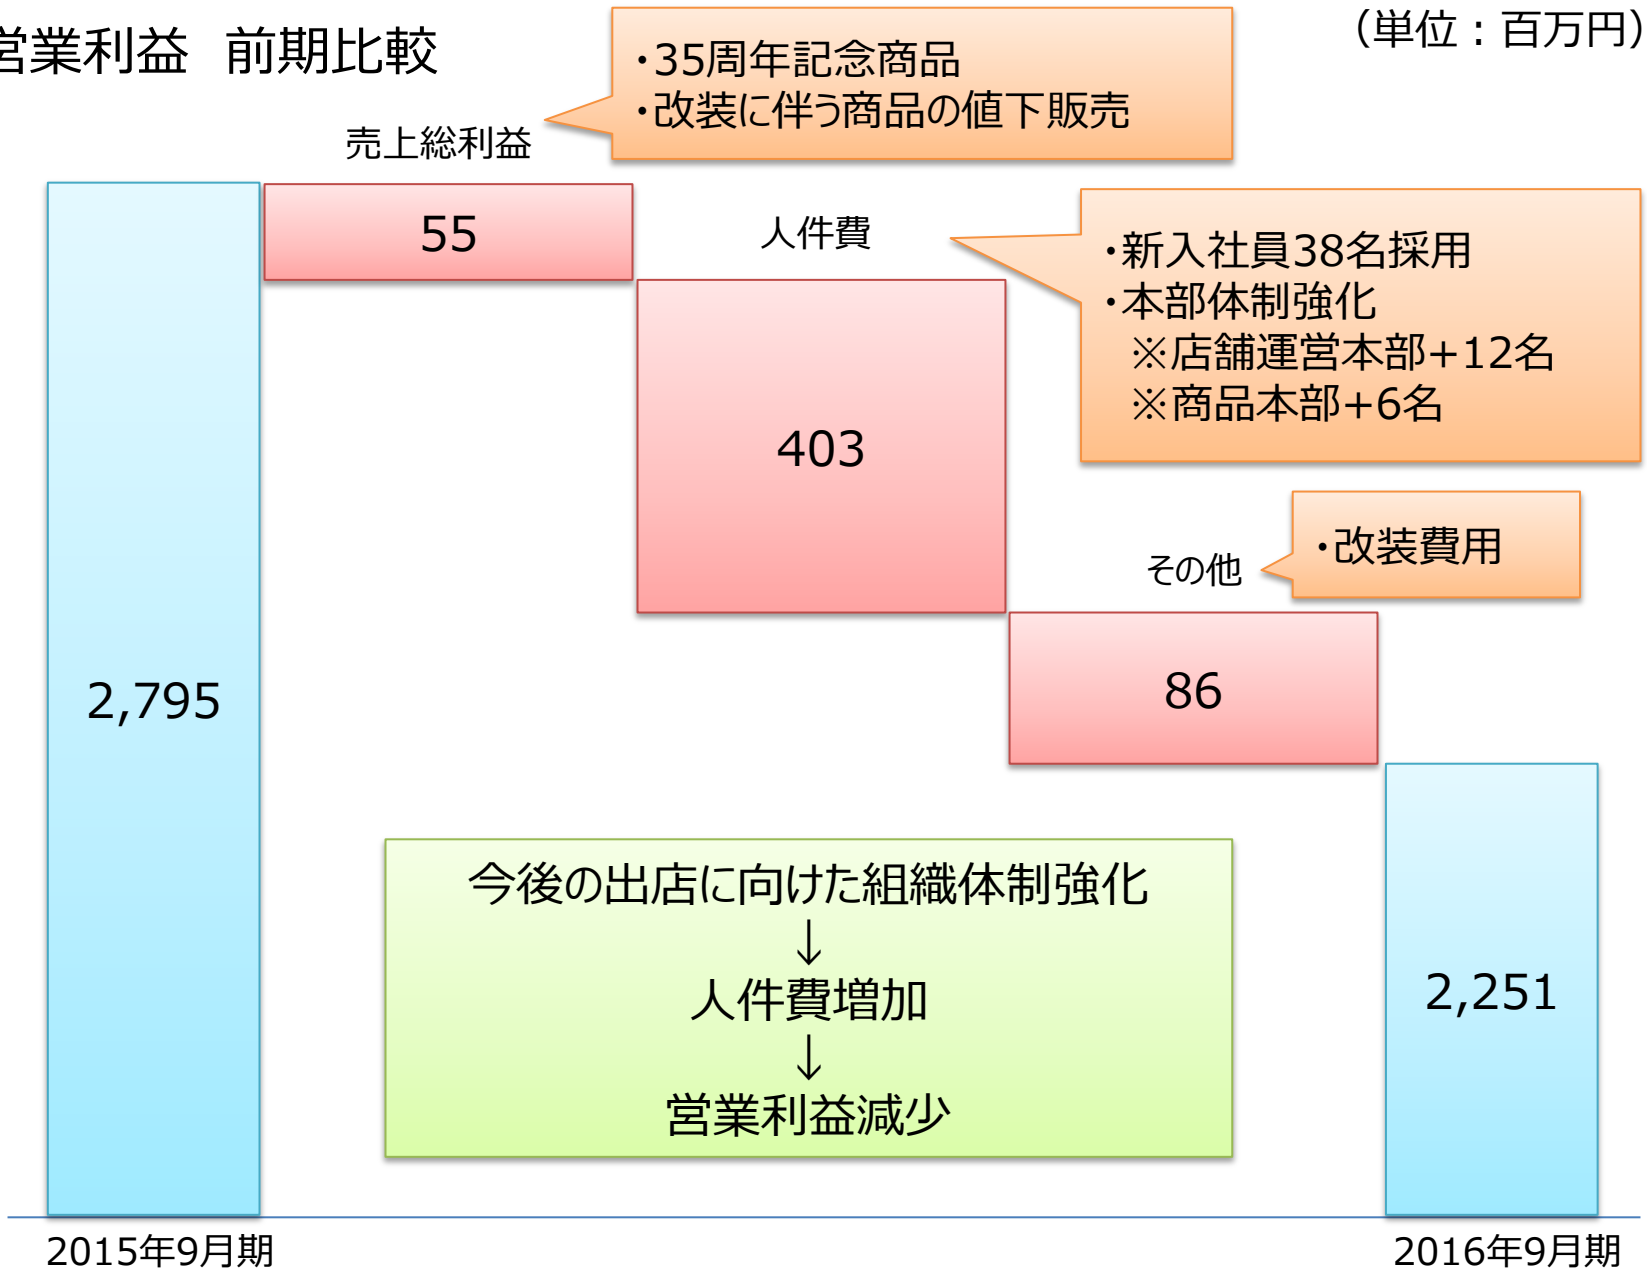 営業利益 前期比較
（単位：百万円）
・35周年記念商品
・改装に伴う商品の値下販売
売上総利益
55
人件費
・新入社員38名採用
・本部体制強化
※店舗運営本部+12名
※商品本部+6名
403
その他
・改装費用
86
2,795
2,251
今後の出店に向けた組織体制強化
↓
人件費増加
↓
営業利益減少
2015年9月期
2016年9月期